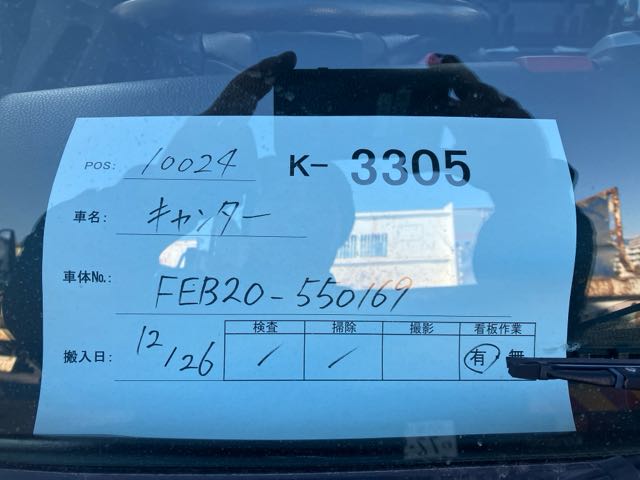 POS: 10024 K- 3305
車名: キャンター
車体No.: FEB20-550169
検査 掃除 撮影 看板作業
搬入日: 12/26 / / 有・無